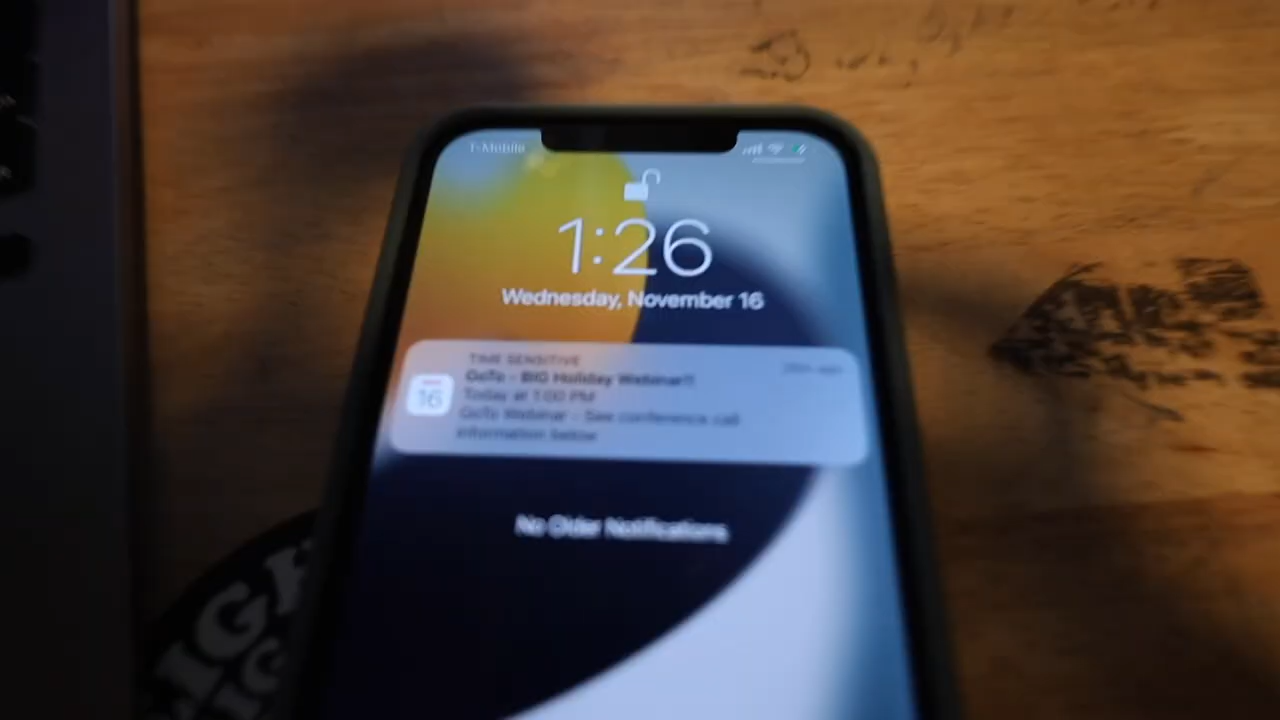 T-Mobile
1:26
Wednesday, November 16
TIME SENSITIVE
GoTo - BIG Holiday Webinar!!
16
Today at 1:00 PM
GoTo Webinar - See conference call
information below
No Older Notifications